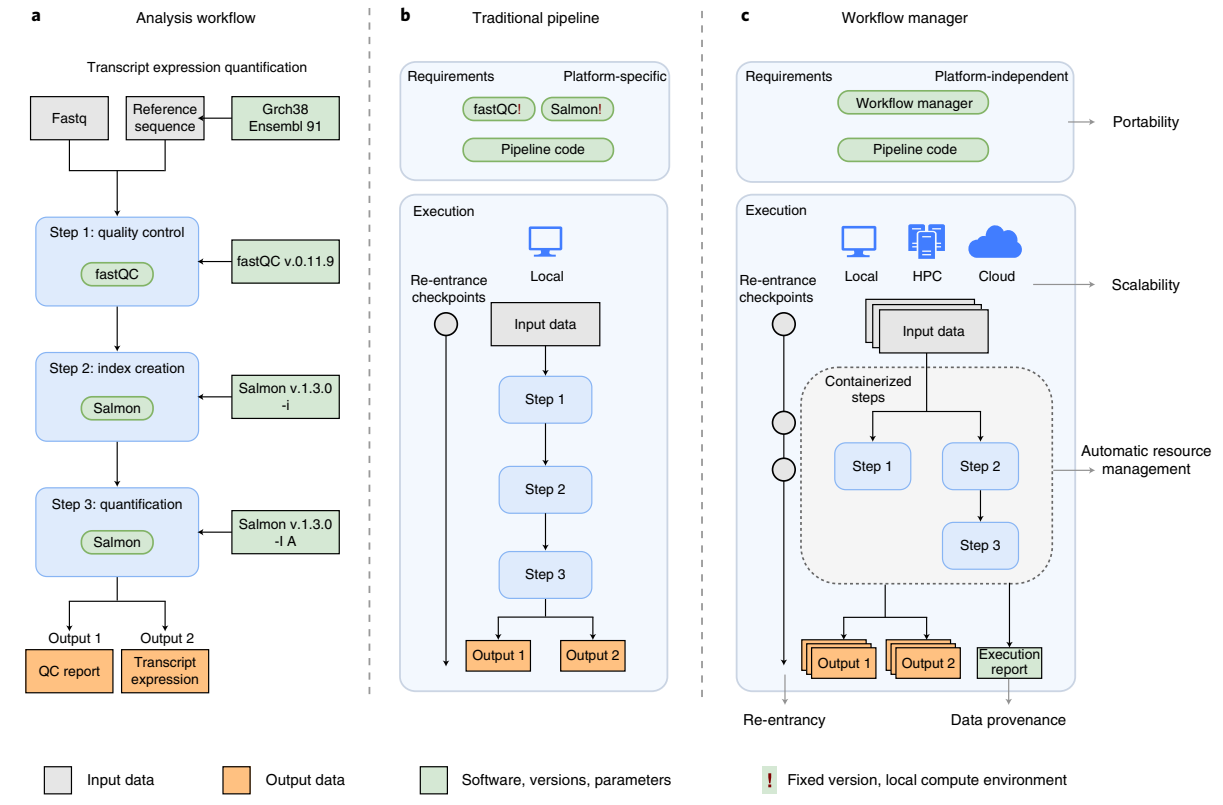 a
Analysis workflow
Transcript expression quantification
Fastq
Reference
sequence
Grch38
Ensembl 91
Step 1: quality control
fastQC
fastQC v.0.11.9
Step 2: index creation
Salmon
Salmon v.1.3.0
-i
Step 3: quantification
Salmon
Salmon v.1.3.0
-l A
Output 1
Output 2
QC report
Transcript
expression
b
Traditional pipeline
Requirements
Platform-specific
fastQC!
Salmon!
Pipeline code
Execution
Local
Re-entrance
checkpoints
Input data
Step 1
Step 2
Step 3
Output 1
Output 2
c
Workflow manager
Requirements
Platform-independent
Workflow manager
Pipeline code
Portability
Execution
Local
HPC
Cloud
Scalability
Re-entrance
checkpoints
Input data
Containerized
steps
Step 1
Step 2
Step 3
Automatic resource
management
Output 1
Output 2
Execution
report
Re-entrancy
Data provenance
Input data
Output data
Software, versions, parameters
! Fixed version, local compute environment